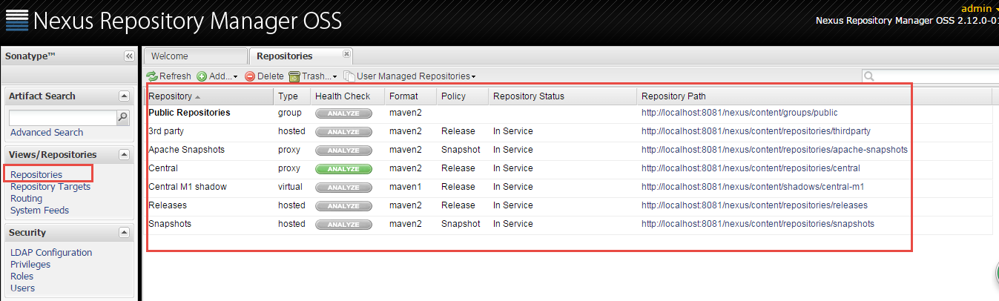 Nexus Repository Manager OSS
admin
Nexus Repository Manager OSS 2.12.0-01
Sonatype™
Welcome
Repositories
Refresh Add... Delete Trash... User Managed Repositories
Artifact Search
Advanced Search
Views/Repositories
Repositories
Repository Targets
Routing
System Feeds
Security
LDAP Configuration
Privileges
Roles
Users
Repository Type Health Check Format Policy Repository Status Repository Path
Public Repositories group ANALYZE maven2 http://localhost:8081/nexus/content/groups/public
3rd party hosted ANALYZE maven2 Release In Service http://localhost:8081/nexus/content/repositories/thirdparty
Apache Snapshots proxy ANALYZE maven2 Snapshot In Service http://localhost:8081/nexus/content/repositories/apache-snapshots
Central proxy ANALYZE maven2 Release In Service http://localhost:8081/nexus/content/repositories/central
Central M1 shadow virtual ANALYZE maven1 Release In Service http://localhost:8081/nexus/content/shadows/central-m1
Releases hosted ANALYZE maven2 Release In Service http://localhost:8081/nexus/content/repositories/releases
Snapshots hosted ANALYZE maven2 Snapshot In Service http://localhost:8081/nexus/content/repositories/snapshots